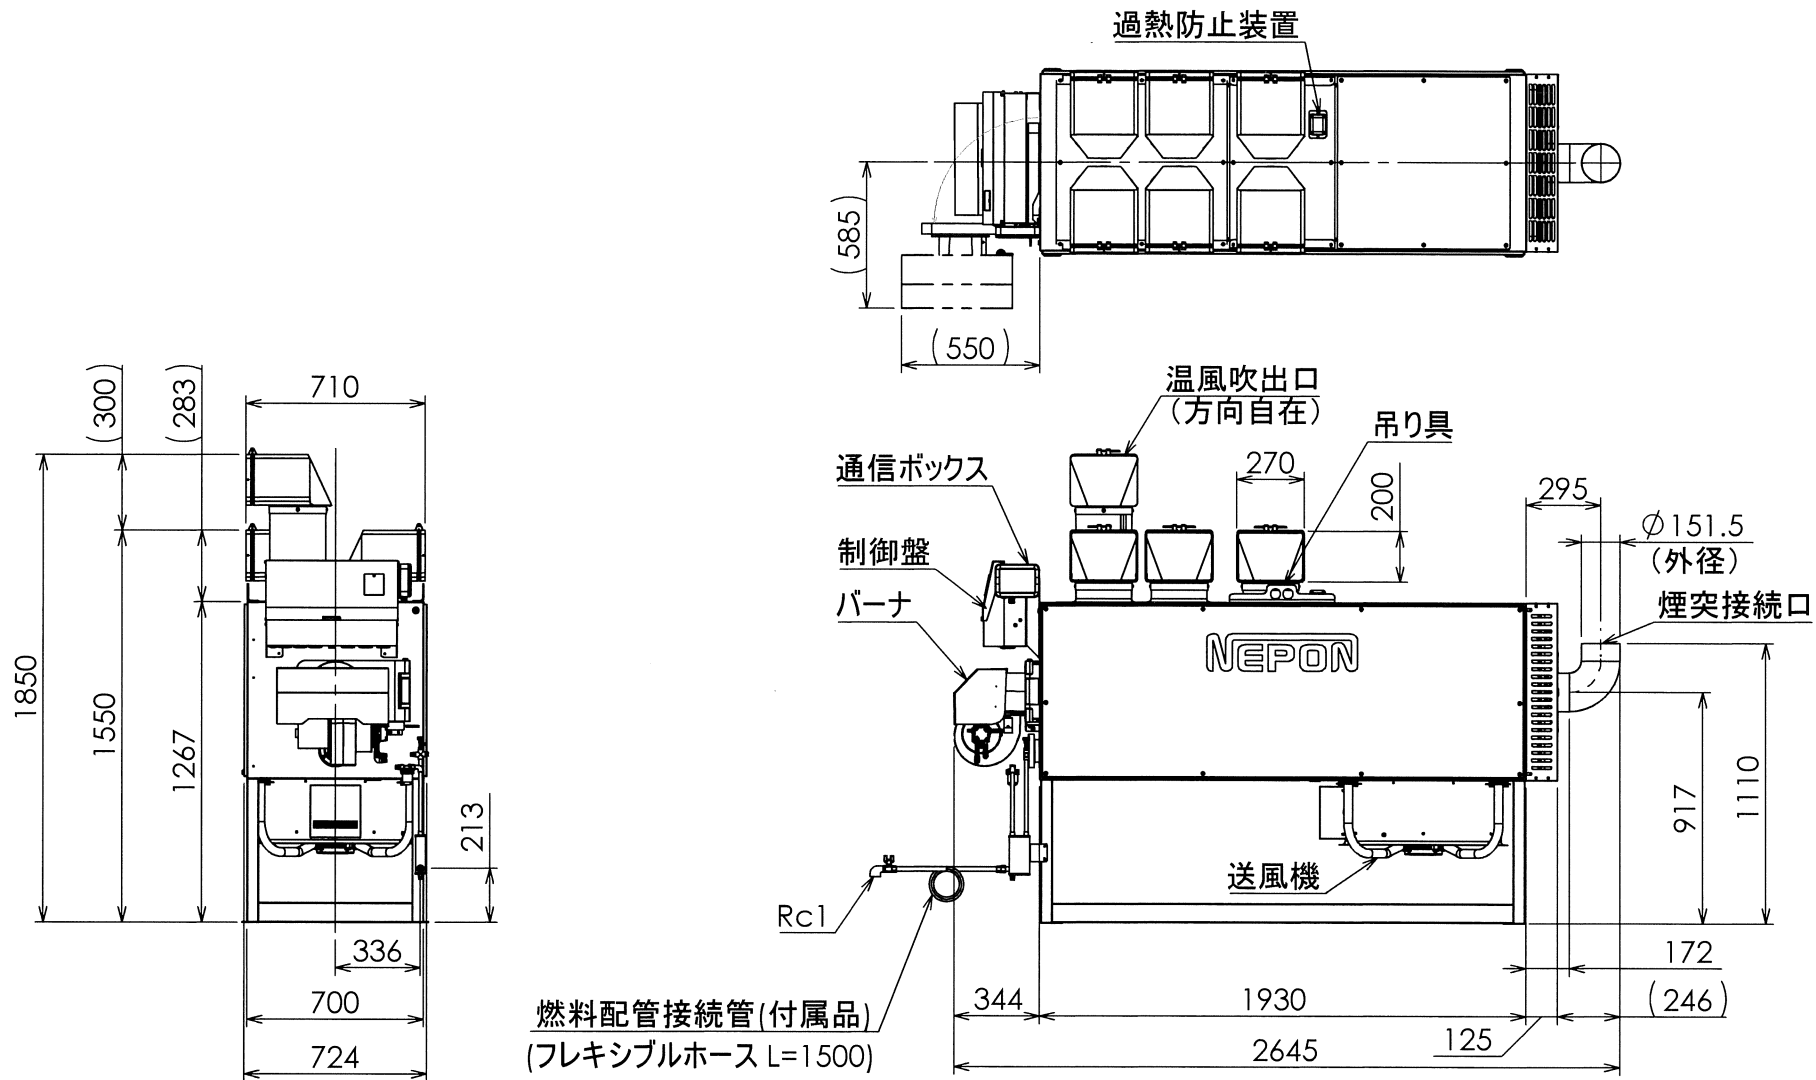 過熱防止装置
(585)
(550)
710
(300)
(283)
1850
1550
1267
213
336
700
724
温風吹出口
(方向自在)
吊り具
通信ボックス
270
200
295
Ø151.5
(外径)
制御盤
バーナ
煙突接続口
NEPON
917
1110
送風機
Rc1
172
燃料配管接続管(付属品)
(フレキシブルホース L=1500)
344
1930
(246)
125
2645